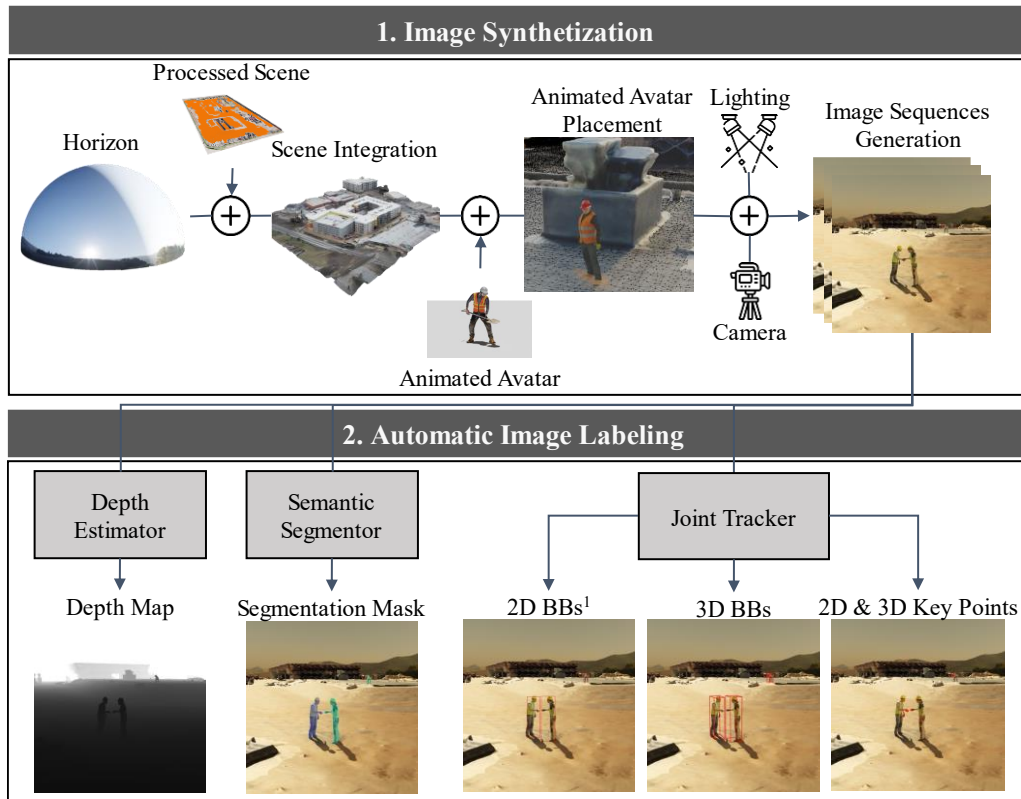 1. Image Synthetization
Processed Scene
Horizon
Scene Integration
Animated Avatar
Placement
Lighting
Image Sequences
Generation
Camera
Animated Avatar
2. Automatic Image Labeling
Depth
Estimator
Semantic
Segmentor
Joint Tracker
Depth Map
Segmentation Mask
2D BBs¹
3D BBs
2D & 3D Key Points